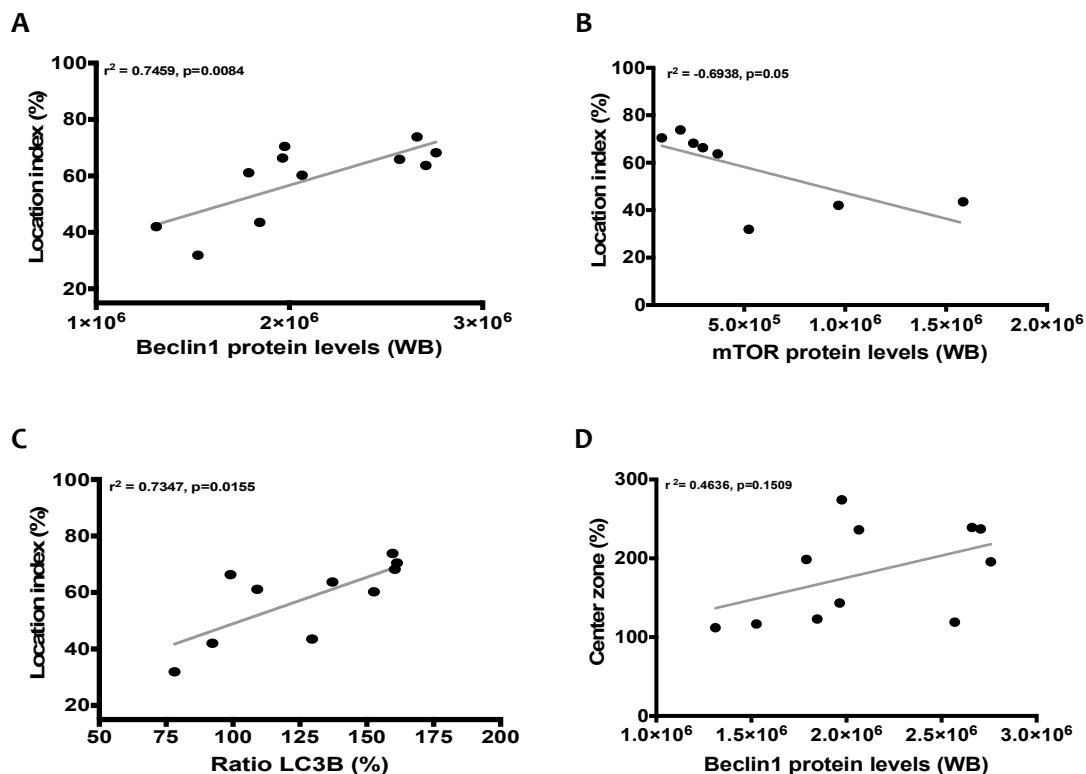 A
r² = 0.7459, p=0.0084
Location index (%)
100
80
60
40
20
1×10⁶
2×10⁶
3×10⁶
Beclin1 protein levels (WB)
B
r² = -0.6938, p=0.05
Location index (%)
100
80
60
40
20
0
5.0×10⁵
1.0×10⁶
1.5×10⁶
2.0×10⁶
mTOR protein levels (WB)
C
r² = 0.7347, p=0.0155
Location index (%)
100
80
60
40
20
50
75
100
125
150
175
200
Ratio LC3B (%)
D
r ²= 0.4636, p=0.1509
Center zone (%)
300
200
100
0
1.0×10⁶
1.5×10⁶
2.0×10⁶
2.5×10⁶
3.0×10⁶
Beclin1 protein levels (WB)